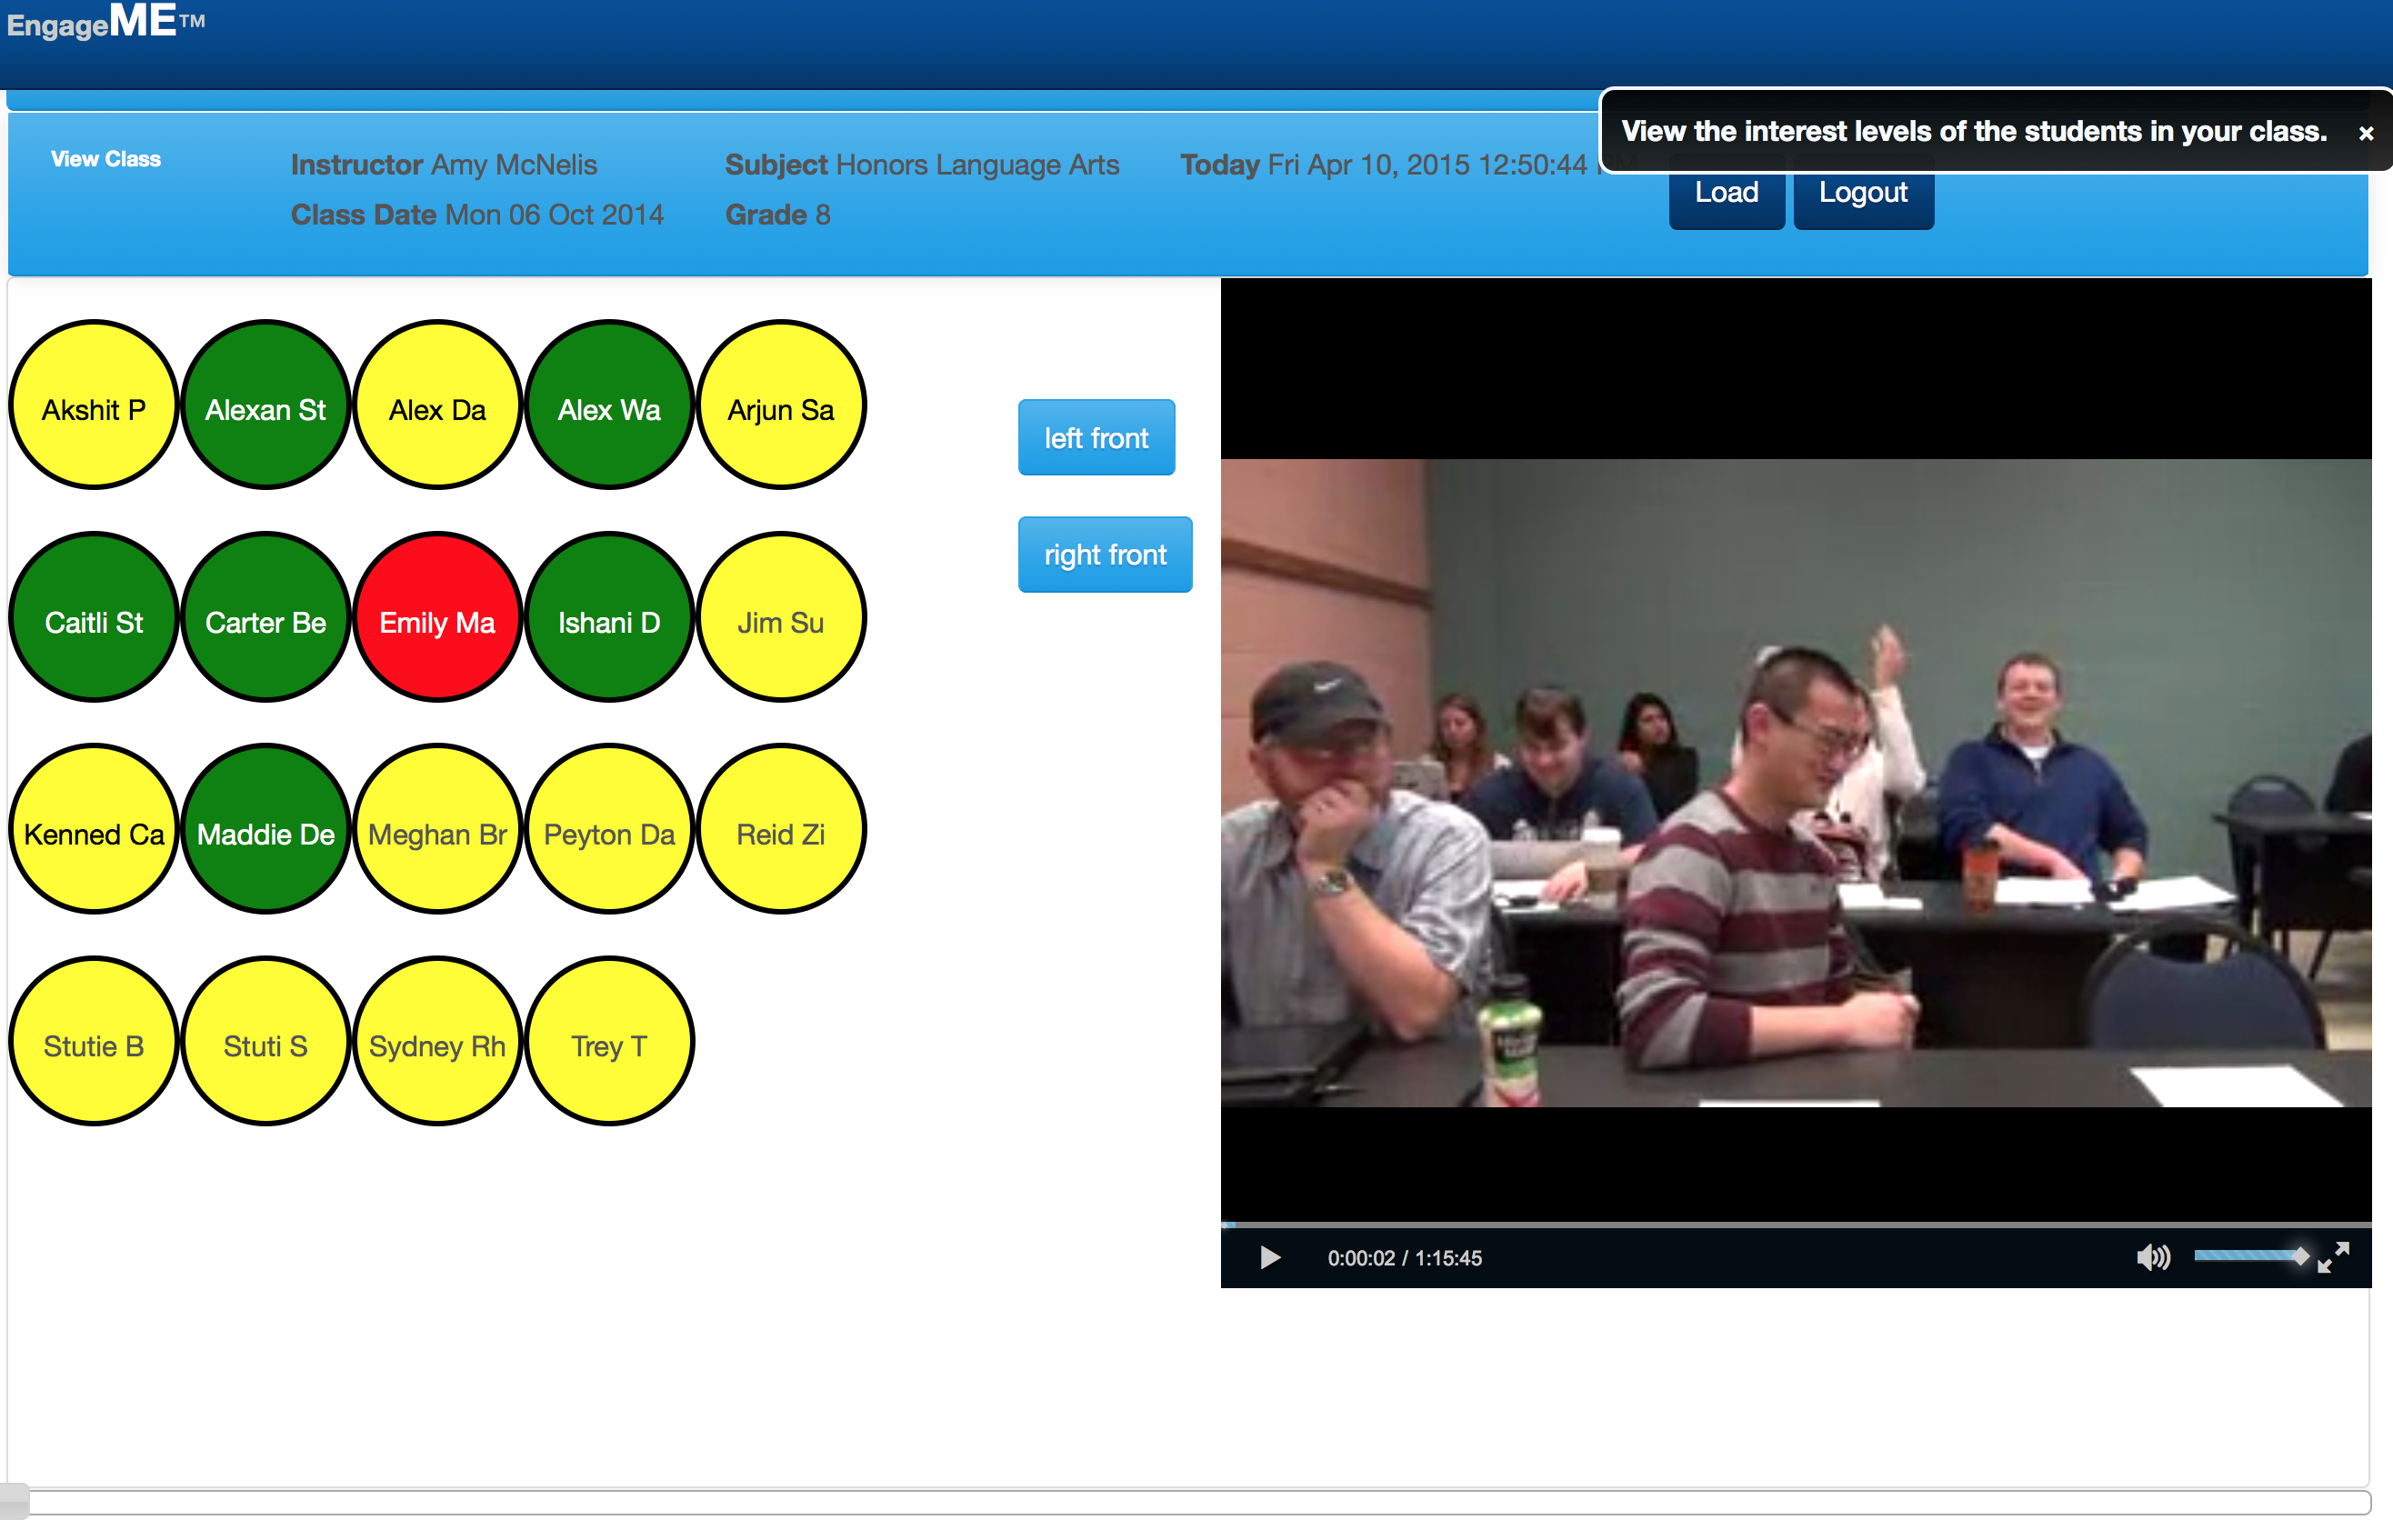 EngageME™
View the interest levels of the students in your class. ×
View Class
Instructor Amy McNelis
Subject Honors Language Arts
Today Fri Apr 10, 2015 12:50:44
Class Date Mon 06 Oct 2014
Grade 8
Load
Logout
Akshit P
Alexan St
Alex Da
Alex Wa
Arjun Sa
left front
Caitli St
Carter Be
Emily Ma
Ishani D
Jim Su
right front
Kenned Ca
Maddie De
Meghan Br
Peyton Da
Reid Zi
Stutie B
Stuti S
Sydney Rh
Trey T
0:00:02 / 1:15:45